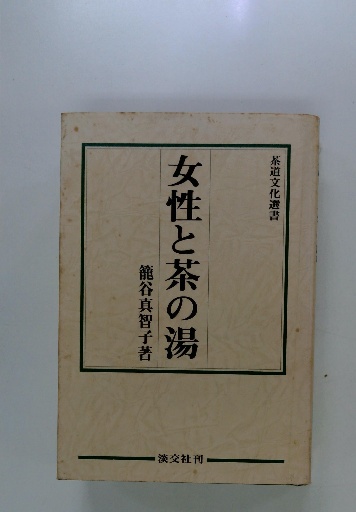 茶道文化選書
女性と茶の湯
籠谷真智子著
淡交社刊